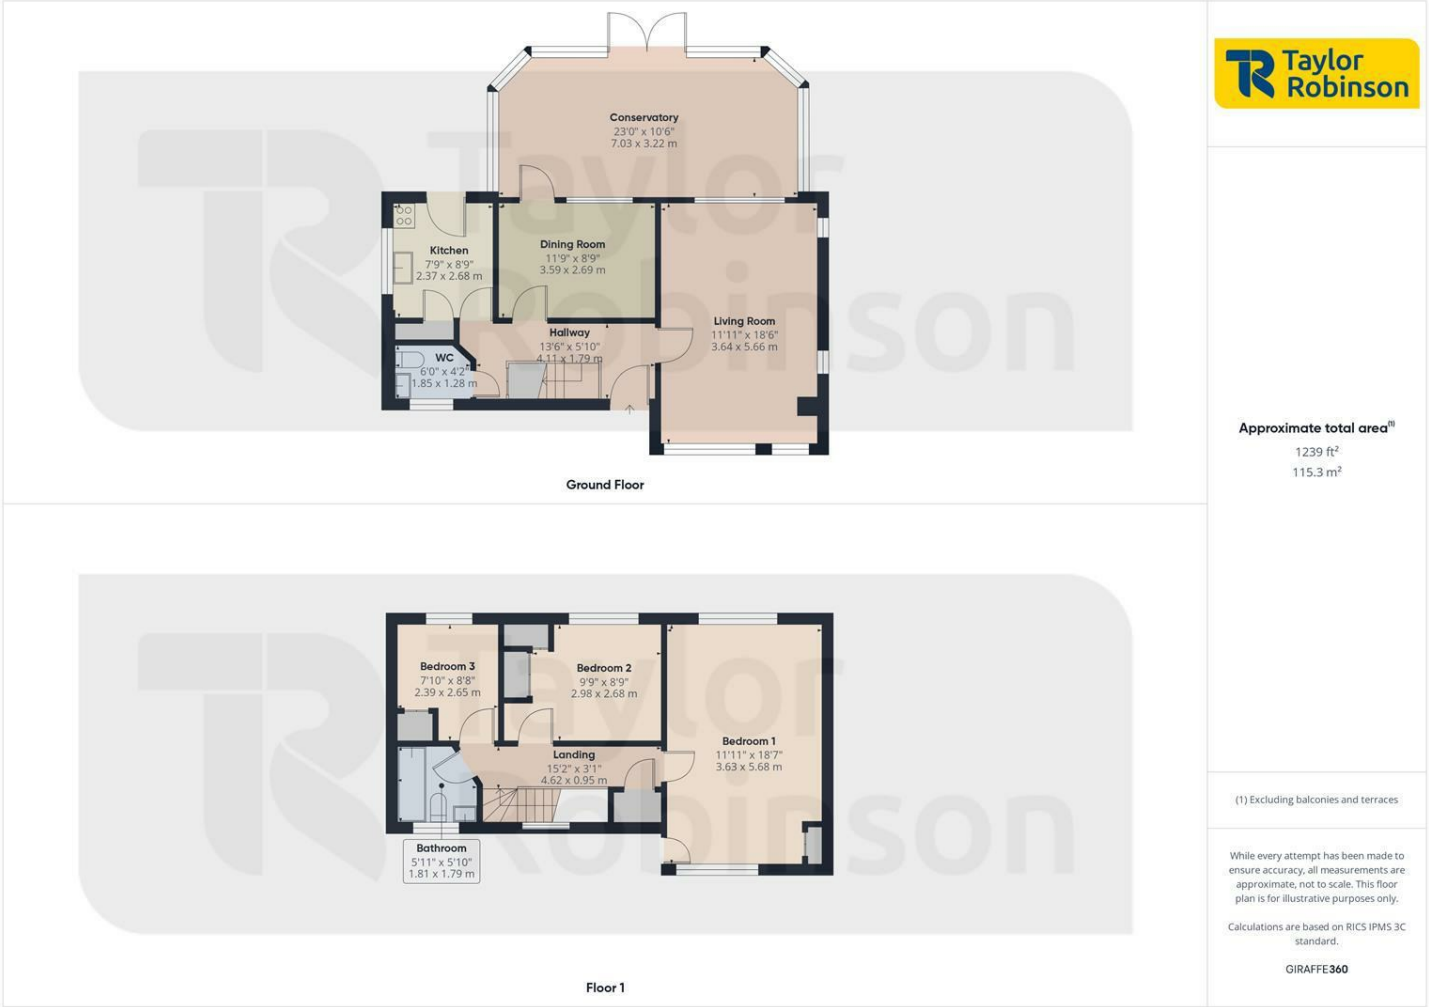 Taylor
Robinson
Conservatory
23'0" x 10'6"
7.03 x 3.22 m
Kitchen
7'9" x 8'9"
2.37 x 2.68 m
Dining Room
11'9" x 8'9"
3.59 x 2.69 m
Hallway
13'6" x 5'10"
4.11 x 1.79 m
Living Room
11'11" x 18'6"
3.64 x 5.66 m
WC
6'0" x 4'2"
1.85 x 1.28 m
Taylor
Robinson
Ground Floor
Bedroom 3
7'10" x 8'8"
2.39 x 2.65 m
Bedroom 2
9'9" x 8'9"
2.98 x 2.68 m
Bedroom 1
11'11" x 18'7"
3.63 x 5.68 m
Landing
15'2" x 3'1"
4.62 x 0.95 m
Bathroom
5'11" x 5'10"
1.81 x 1.79 m
Taylor
Robinson
Floor 1
Approximate total area(1)
1239 ft²
115.3 m²
(1) Excluding balconies and terraces
While every attempt has been made to
ensure accuracy, all measurements are
approximate, not to scale. This floor
plan is for illustrative purposes only.
Calculations are based on RICS IPMS 3C
standard.
GIRAFFE360